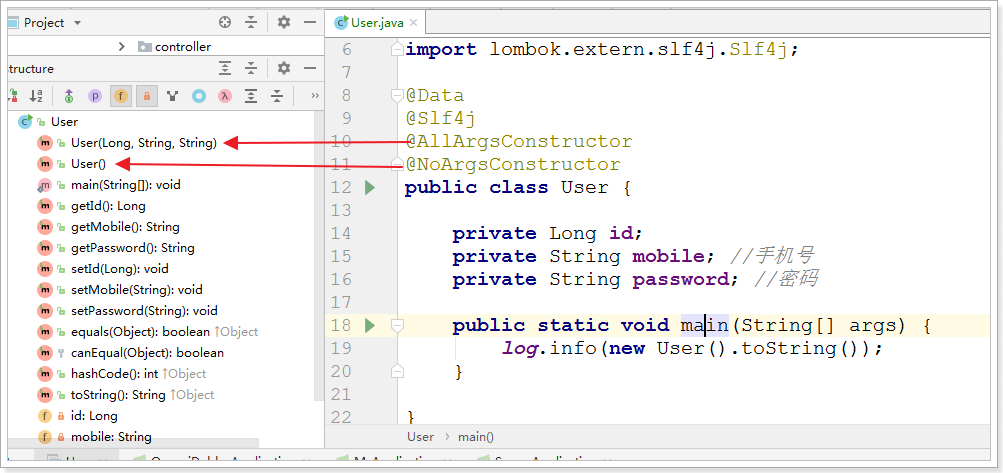 Project
controller
structure
User
User(Long, String, String)
User()
main(String[]): void
getId(): Long
getMobile(): String
getPassword(): String
setId(Long): void
setMobile(String): void
setPassword(String): void
equals(Object): boolean ↑Object
canEqual(Object): boolean
hashCode(): int ↑Object
toString(): String ↑Object
id: Long
mobile: String
User.java
6 import lombok.extern.slf4j.Slf4j;
7
8 @Data
9 @Slf4j
10 @AllArgsConstructor
11 @NoArgsConstructor
12 public class User {
13
14 private Long id;
15 private String mobile; //手机号
16 private String password; //密码
17
18 public static void main(String[] args) {
19 log.info(new User().toString());
20 }
21
22 }
User > main()